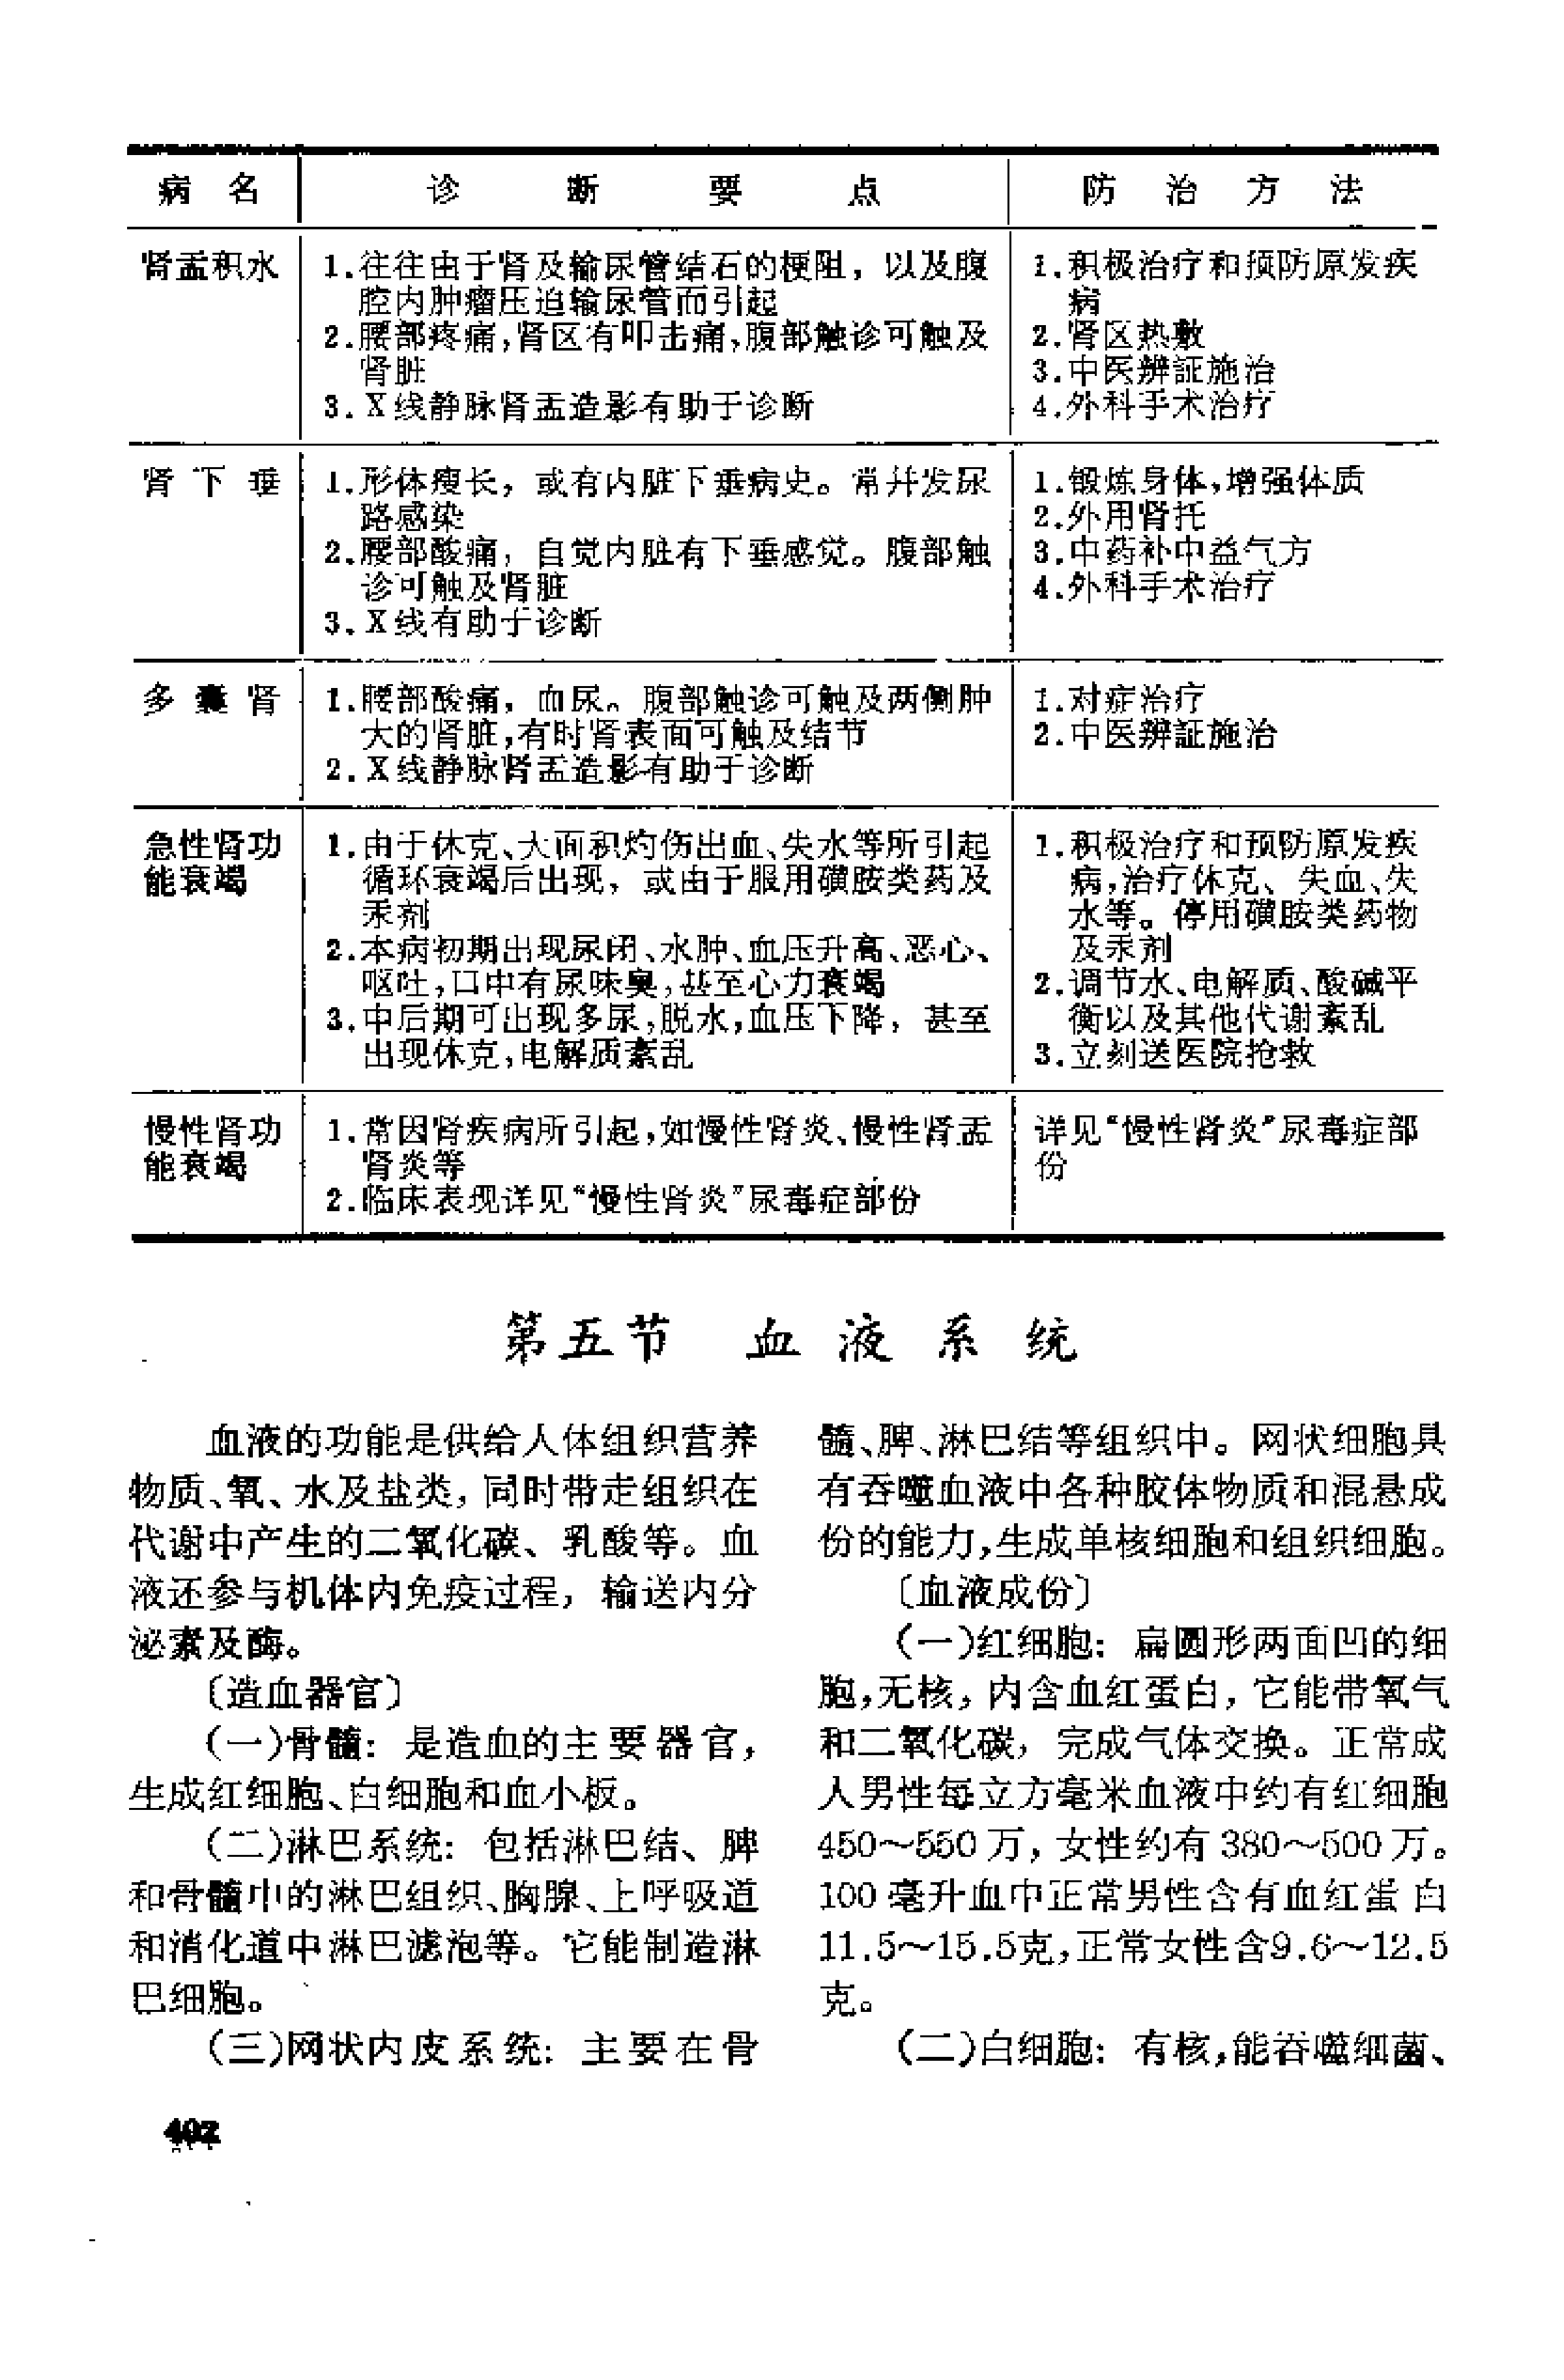 病 名 诊 断 要 点 防 治 方 法
肾盂积水
1.往往由于肾及输尿管结石的梗阻，以及腹
腔内肿瘤压迫输尿管而引起
2.腰部疼痛，肾区有叩击痛，腹部触诊可触及
肾脏
3.X线静脉肾盂造影有助于诊断
1.积极治疗和预防原发疾
病
2.肾区热敷
3.中医辨証施治
4.外科手术治疗
肾下垂
1.形体瘦长，或有内脏下垂病史。常并发尿
路感染
2.腰部酸痛，自觉内脏有下垂感觉。腹部触
诊可触及肾脏
3.X线有助于诊断
1.锻炼身体，增强体质
2.外用肾托
3.中药补中益气方
4.外科手术治疗
多囊肾
1.腰部酸痛，血尿。腹部触诊可触及两侧肿
大的肾脏，有时肾表面可触及结节
2.X线静脉肾盂造影有助于诊断
1.对症治疗
2.中医辨証施治
急性肾功
能衰竭
1.由于休克、大面积灼伤出血、失水等所引起
循环衰竭后出现，或由于服用磺胺类药及
汞剂
2.本病初期出现尿闭、水肿、血压升高、恶心、
呕吐，口中有尿味臭，甚至心力衰竭
3.中后期可出现多尿，脱水，血压下降，甚至
出现休克，电解质紊乱
1.积极治疗和预防原发疾
病，治疗休克、失血、失
水等。停用磺胺类药物
及汞剂
2.调节水、电解质、酸碱平
衡以及其他代谢紊乱
3.立刻送医院抢救
慢性肾功
能衰竭
1.常因肾疾病所引起，如慢性肾炎、慢性肾盂
肾炎等
2.临床表现详见“慢性肾炎”尿毒症部份
详见“慢性肾炎”尿毒症部
份
第五节 血液系统
血液的功能是供给人体组织营养
物质、氧、水及盐类，同时带走组织在
代谢中产生的二氧化碳、乳酸等。血
液还参与机体内免疫过程，输送内分
泌素及酶。
〔造血器官〕
（一）骨髓：是造血的主要器官，
生成红细胞、白细胞和血小板。
（二）淋巴系统：包括淋巴结、脾
和骨髓中的淋巴组织、胸腺、上呼吸道
和消化道中淋巴滤泡等。它能制造淋
巴细胞。
（三）网状内皮系统：主要在骨
髓、脾、淋巴结等组织中。网状细胞具
有吞噬血液中各种胶体物质和混悬成
份的能力，生成单核细胞和组织细胞。
〔血液成份〕
（一）红细胞：扁圆形两面凹的细
胞，无核，内含血红蛋白，它能带氧气
和二氧化碳，完成气体交换。正常成
人男性每立方毫米血液中约有红细胞
450～550万，女性约有380～500万。
100毫升血中正常男性含有血红蛋白
11.5～15.5克，正常女性含9.6～12.5
克。
（二）白细胞：有核，能吞噬细菌、
402